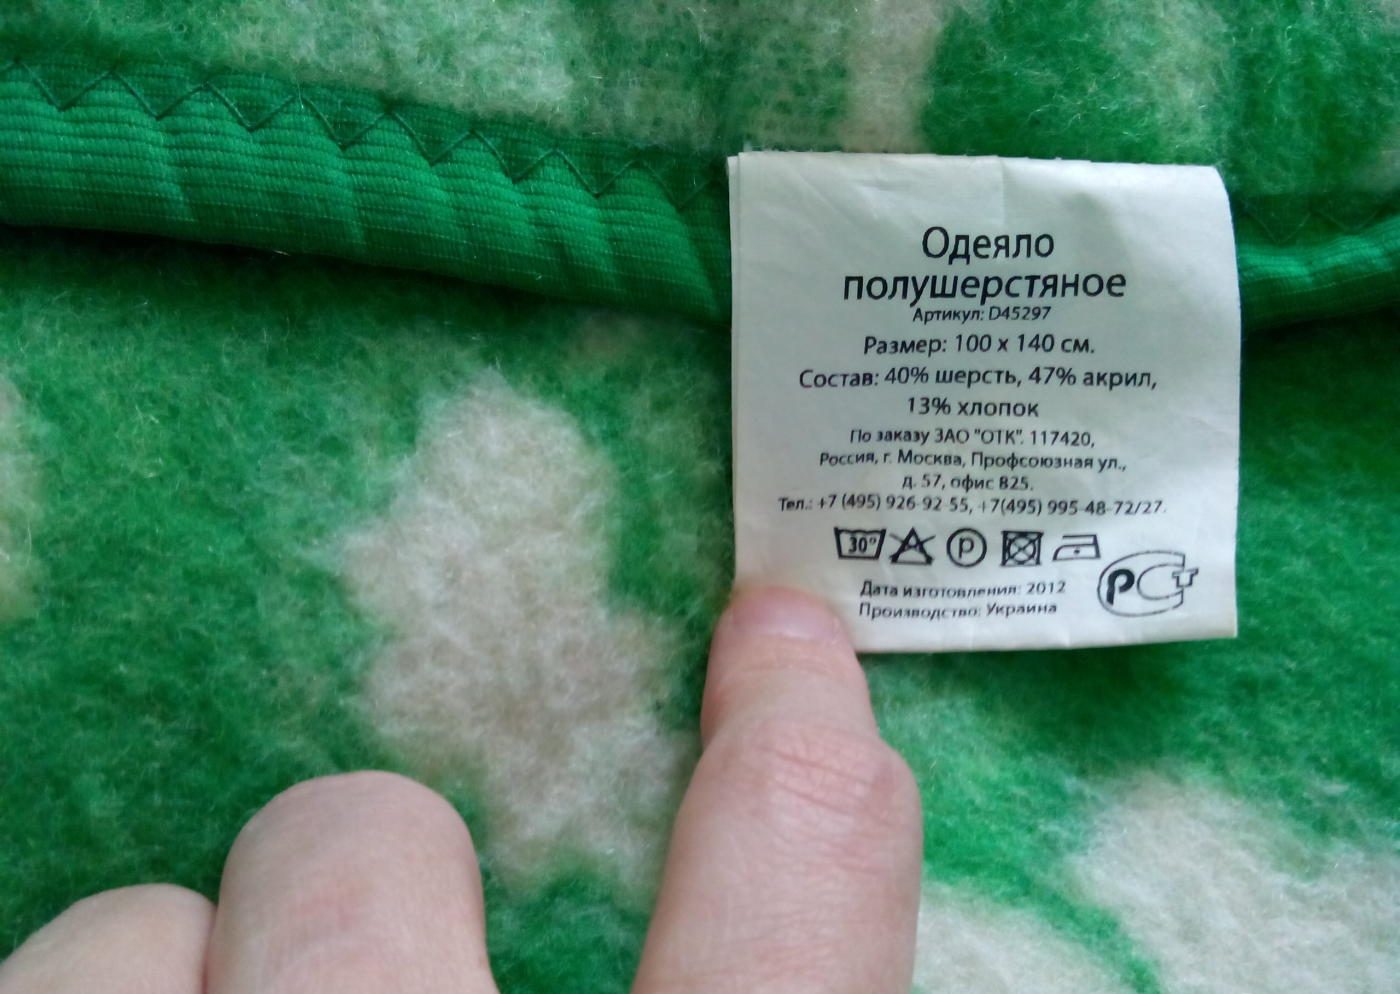 Одеяло
полушерстяное
Артикул: D45297
Размер: 100 x 140 см.
Состав: 40% шерсть, 47% акрил,
13% хлопок
По заказу ЗАО "ОТК". 117420,
Россия, г. Москва, Профсоюзная ул.,
д. 57, офис 825.
Тел.: +7 (495) 926-92-55, +7(495) 995-48-72/27.
30° P
Дата изготовления: 2012
Производство: Украина
РСТ